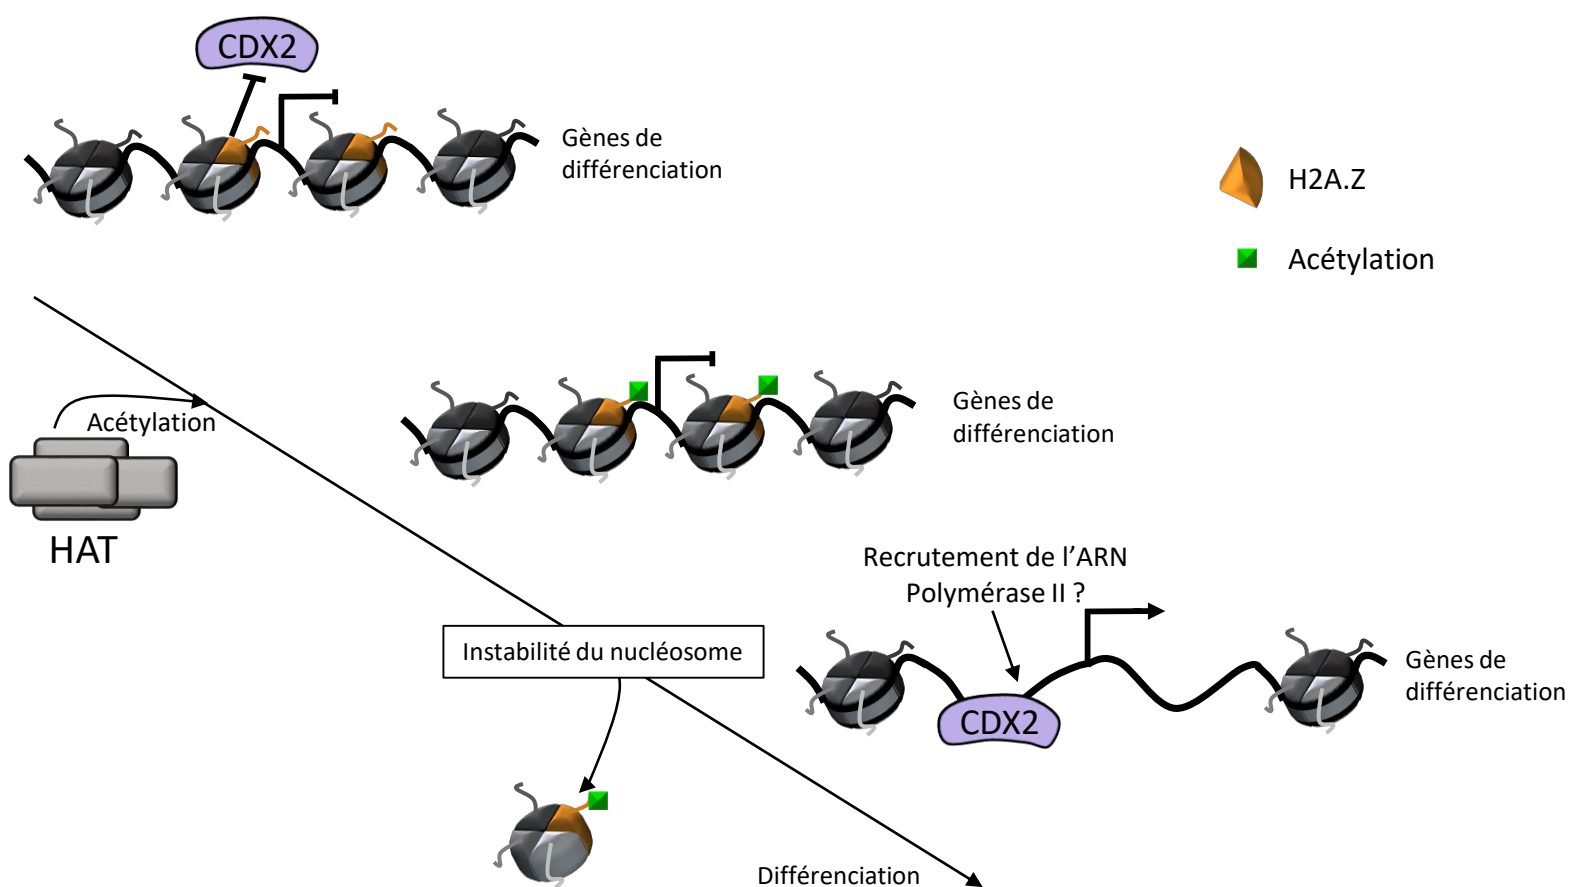 CDX2
Gènes de
différenciation
H2A.Z
Acétylation
Acétylation
HAT
Gènes de
différenciation
Recrutement de l'ARN
Polymérase II ?
Instabilité du nucléosome
CDX2
Gènes de
différenciation
Différenciation